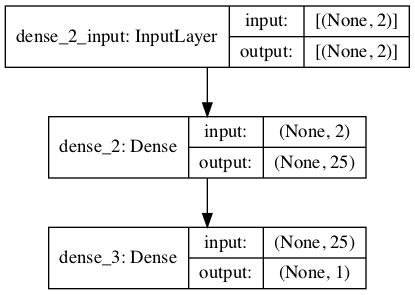 dense_2_input: InputLayer
input: [(None, 2)]
output: [(None, 2)]
dense_2: Dense
input: (None, 2)
output: (None, 25)
dense_3: Dense
input: (None, 25)
output: (None, 1)